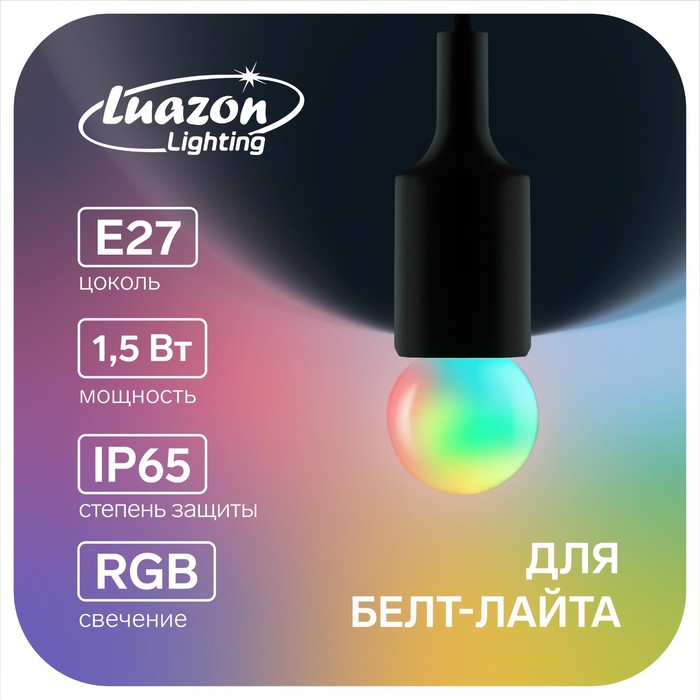 Luazon
Lighting
E27
цоколь
1,5 Вт
мощность
IP65
степень защиты
RGB
свечение
ДЛЯ
БЕЛТ-ЛАЙТА